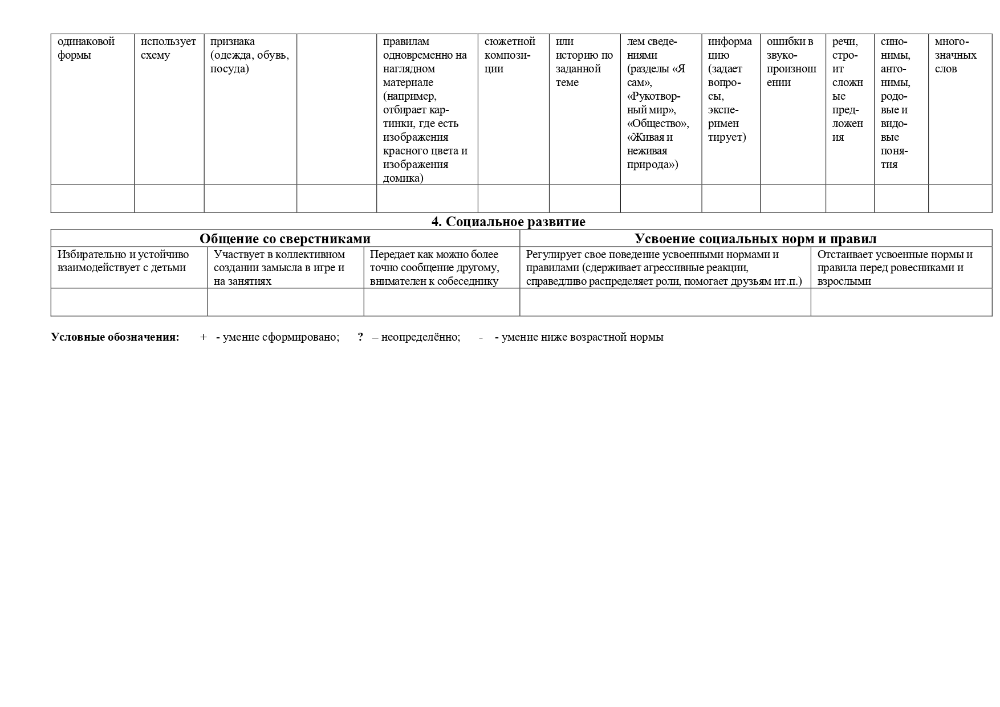 одинаковой
формы
использует
схему
признака
(одежда, обувь,
посуда)
правилам
одновременно на
наглядном
материале
(например,
отбирает кар-
тинки, где есть
изображения
красного цвета и
изображения
домика)
сюжетной
компози-
ции
или
историю по
заданной
теме
лем сведе-
ниями
(разделы «Я
сам»,
«Рукотвор-
ный мир»,
«Общество»,
«Живая и
неживая
природа»)
информа
цию
(задает
вопро-
сы,
экспе-
римен
тирует)
ошибки в
звуко-
произнош
ении
речи,
стро-
ит
сложн
ые
пред-
ложен
ия
сино-
нимы,
анто-
нимы,
родо-
вые и
видо-
вые
поня-
тия
много-
значных
слов
4. Социальное развитие
Общение со сверстниками
Усвоение социальных норм и правил
Избирательно и устойчиво
взаимодействует с детьми
Участвует в коллективном
создании замысла в игре и
на занятиях
Передает как можно более
точно сообщение другому,
внимателен к собеседнику
Регулирует свое поведение усвоенными нормами и
правилами (сдерживает агрессивные реакции,
справедливо распределяет роли, помогает друзьям ит.п.)
Отстаивает усвоенные нормы и
правила перед ровесниками и
взрослыми
Условные обозначения: + - умение сформировано; ? – неопределённо; - - умение ниже возрастной нормы